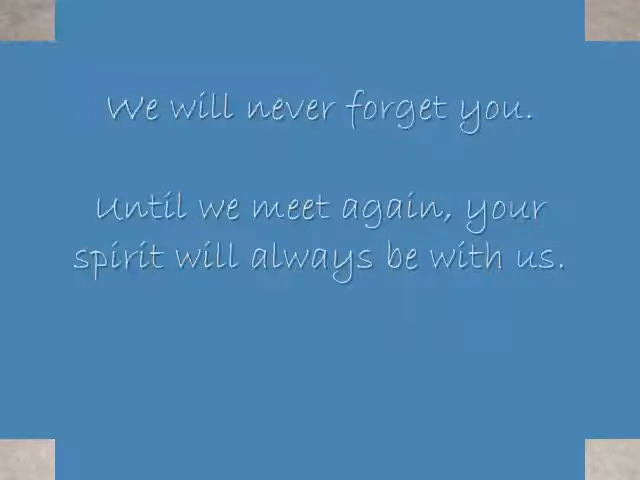 We will never forget you.
Until we meet again, your
spirit will always be with us.